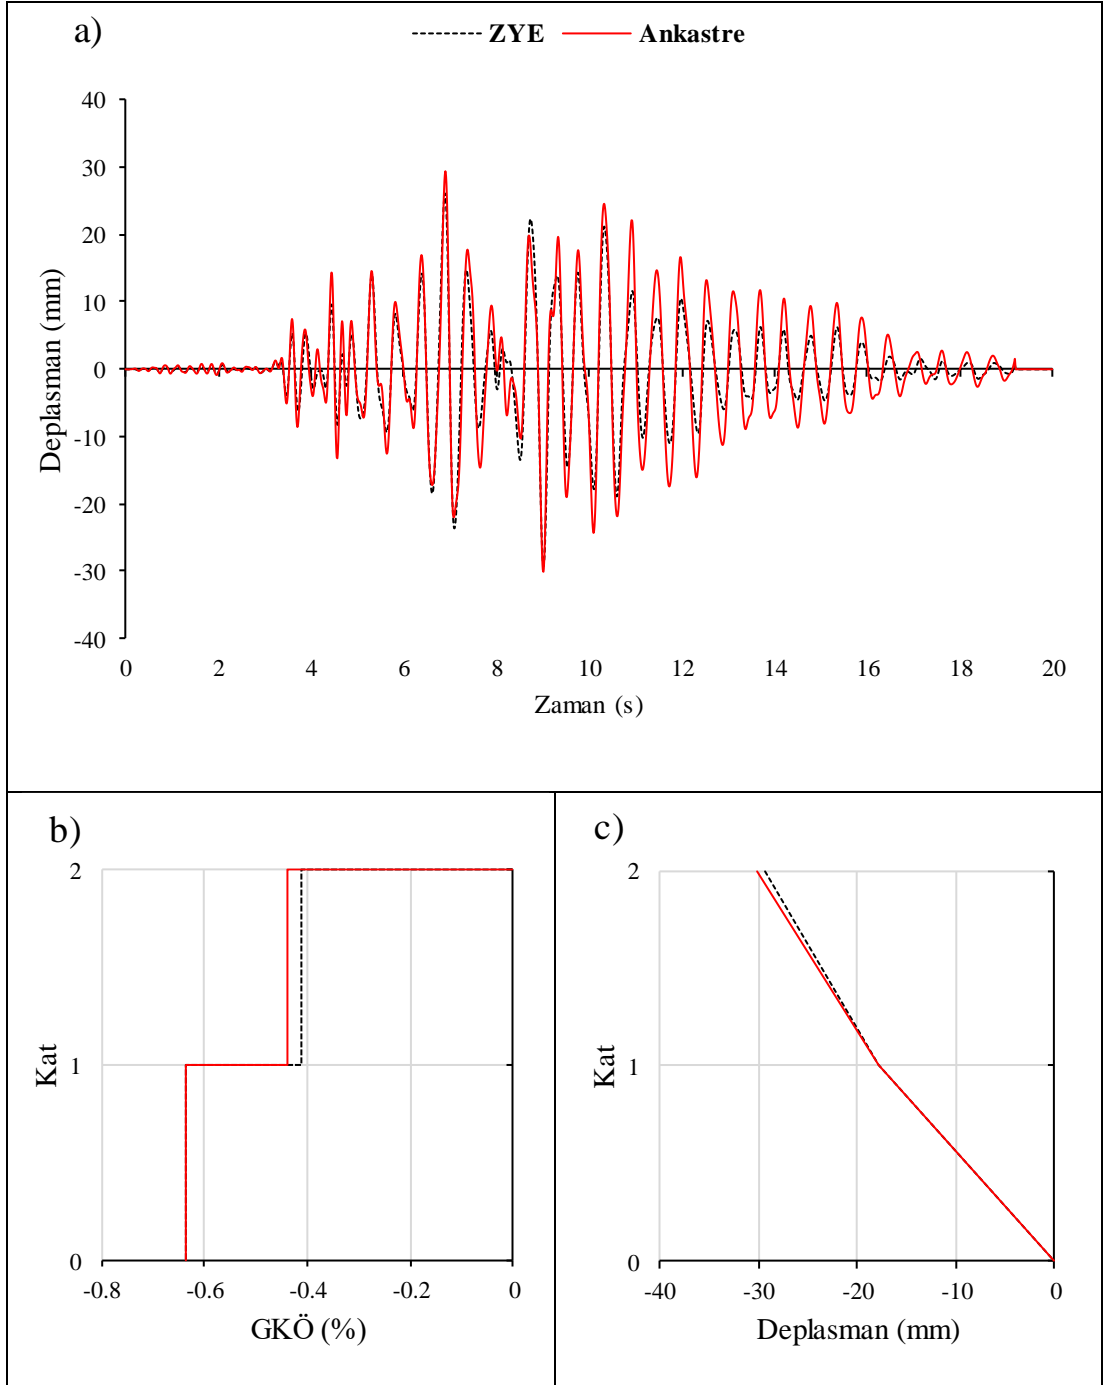 a)
ZYE Ankastre
40
30
20
10
0
-10
-20
-30
-40
Deplasman (mm)
0 2 4 6 8 10 12 14 16 18 20
Zaman (s)
b)
2
1
0
Kat
-0.8 -0.6 -0.4 -0.2 0
GKÖ (%)
c)
2
1
0
Kat
-40 -30 -20 -10 0
Deplasman (mm)